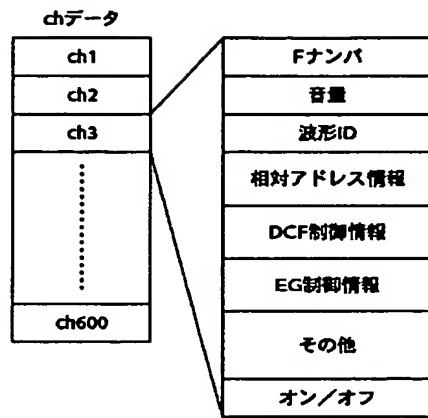 chデータ
ch1
ch2
ch3
ch600
Fナンバ
音量
波形ID
相対アドレス情報
DCF制御情報
EG制御情報
その他
オン/オフ